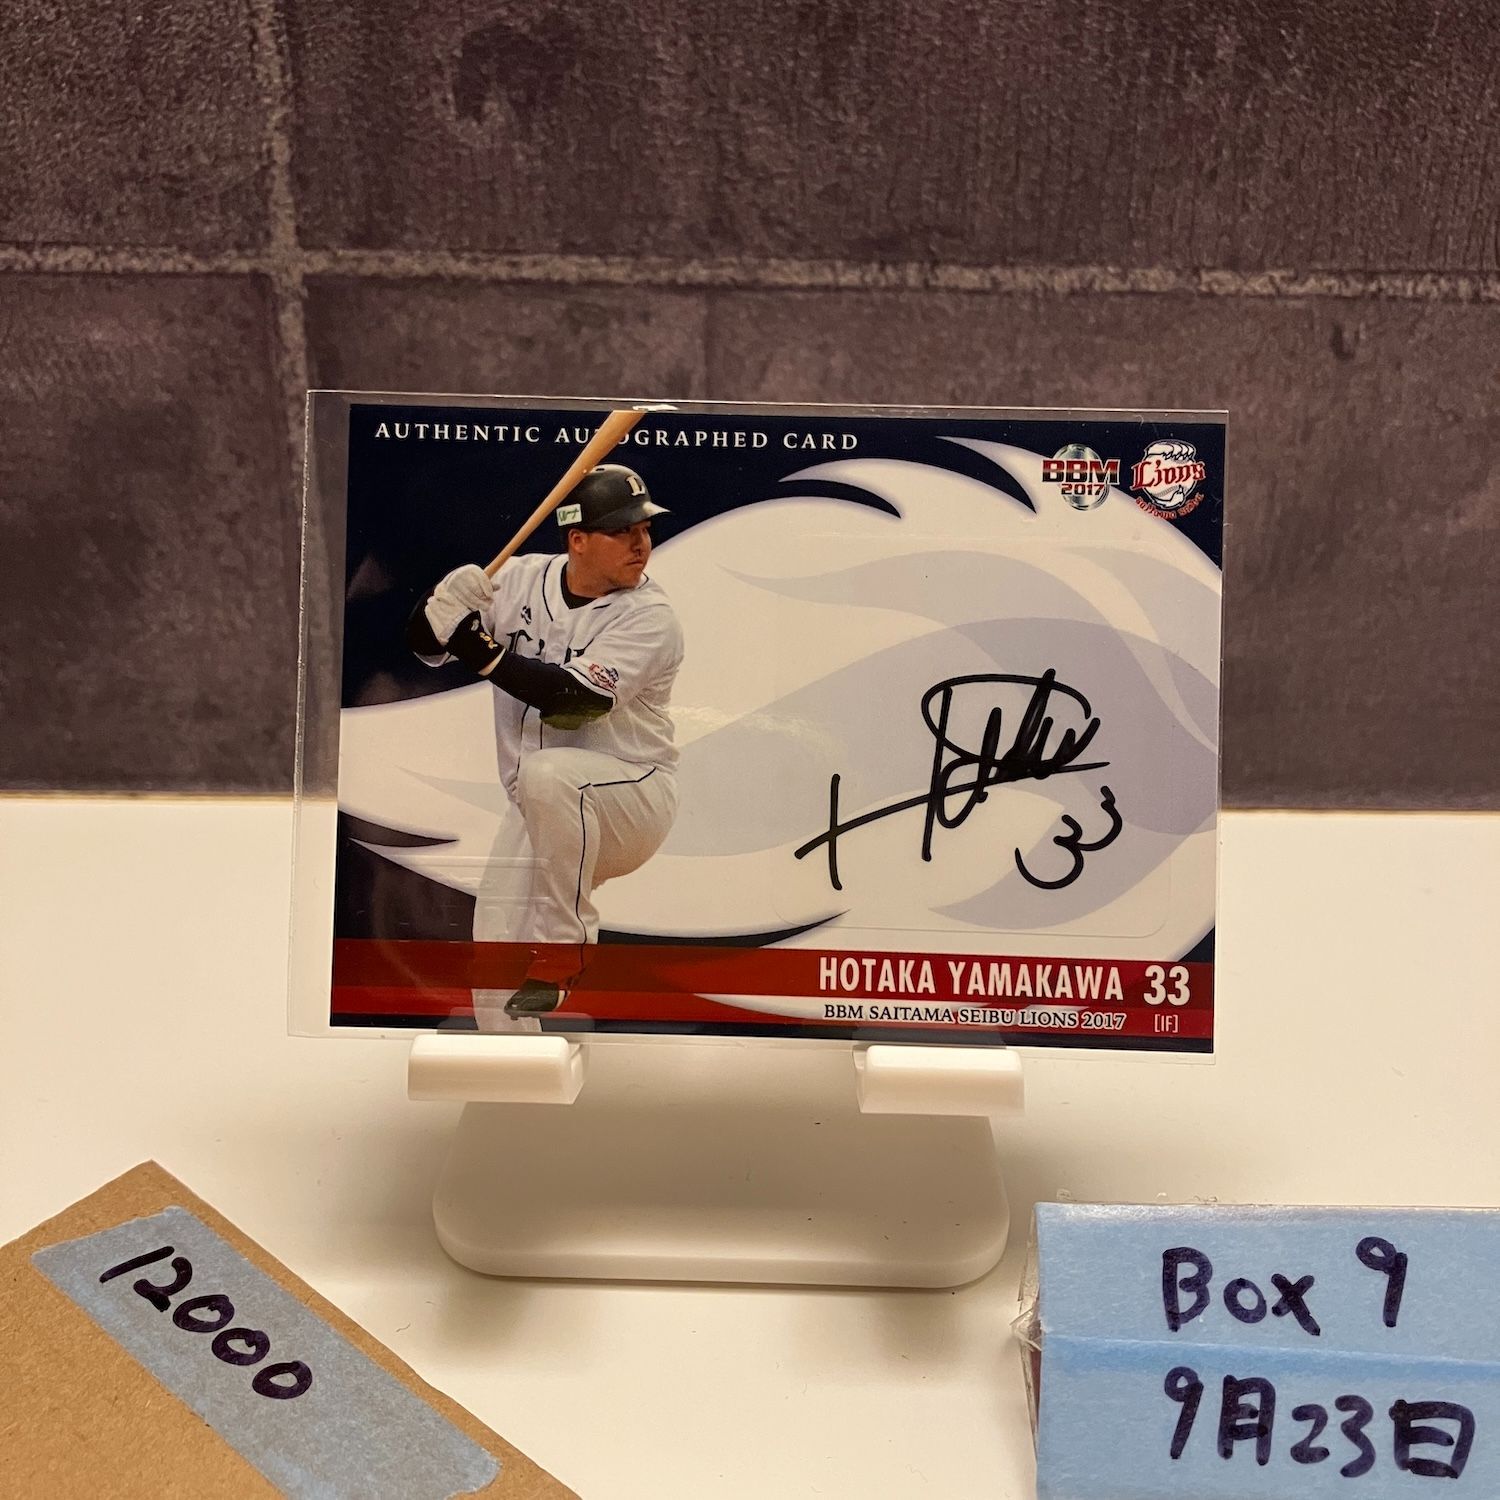 AUTHENTIC AUTOGRAPHED CARD
BBM
2017
Lions
L
33
HOTAKA YAMAKAWA 33
BBM SAITAMA SEIBU LIONS 2017 [IF]
12000
Box 9
9月23日